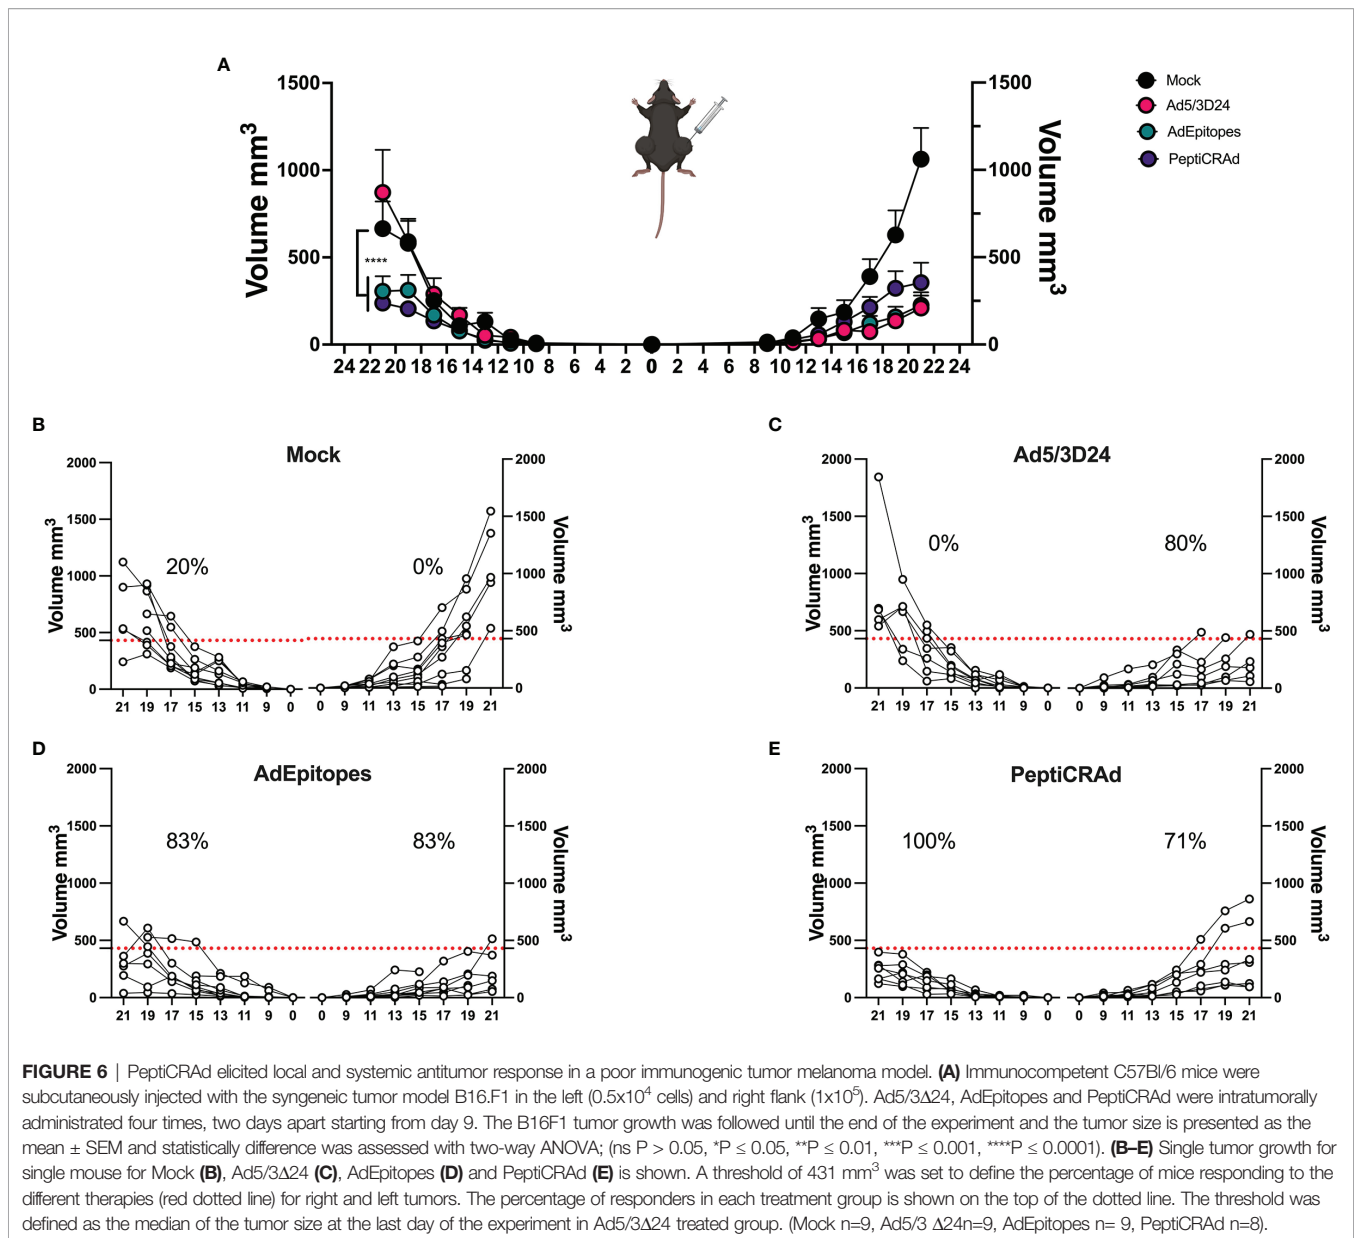 A
1500
1000
500
0
Volume mm³
24 22 20 18 16 14 12 10 8 6 4 2 0 2 4 6 8 10 12 14 16 18 20 22 24
****
1500
1000
500
0
Volume mm³
Mock
Ad5/3D24
AdEpitopes
PeptiCRAd
B
Mock
2000
1500
1000
500
0
Volume mm³
20%
0%
2000
1500
1000
500
0
Volume mm³
21 19 17 15 13 11 9 0 0 9 11 13 15 17 19 21
C
Ad5/3D24
2000
1500
1000
500
0
Volume mm³
0%
80%
2000
1500
1000
500
0
Volume mm³
21 19 17 15 13 11 9 0 0 9 11 13 15 17 19 21
D
AdEpitopes
2000
1500
1000
500
0
Volume mm³
83%
83%
2000
1500
1000
500
0
Volume mm³
21 19 17 15 13 11 9 0 0 9 11 13 15 17 19 21
E
PeptiCRAd
2000
1500
1000
500
0
Volume mm³
100%
71%
2000
1500
1000
500
0
Volume mm³
21 19 17 15 13 11 9 0 0 9 11 13 15 17 19 21
FIGURE 6 | PeptiCRAd elicited local and systemic antitumor response in a poor immunogenic tumor melanoma model. (A) Immunocompetent C57Bl/6 mice were
subcutaneously injected with the syngeneic tumor model B16.F1 in the left (0.5x10⁴ cells) and right flank (1x10⁵). Ad5/3Δ24, AdEpitopes and PeptiCRAd were intratumorally
administrated four times, two days apart starting from day 9. The B16F1 tumor growth was followed until the end of the experiment and the tumor size is presented as the
mean ± SEM and statistically difference was assessed with two-way ANOVA; (ns P > 0.05, *P ≤ 0.05, **P ≤ 0.01, ***P ≤ 0.001, ****P ≤ 0.0001). (B–E) Single tumor growth for
single mouse for Mock (B), Ad5/3Δ24 (C), AdEpitopes (D) and PeptiCRAd (E) is shown. A threshold of 431 mm³ was set to define the percentage of mice responding to the
different therapies (red dotted line) for right and left tumors. The percentage of responders in each treatment group is shown on the top of the dotted line. The threshold was
defined as the median of the tumor size at the last day of the experiment in Ad5/3Δ24 treated group. (Mock n=9, Ad5/3 Δ24n=9, AdEpitopes n= 9, PeptiCRAd n=8).